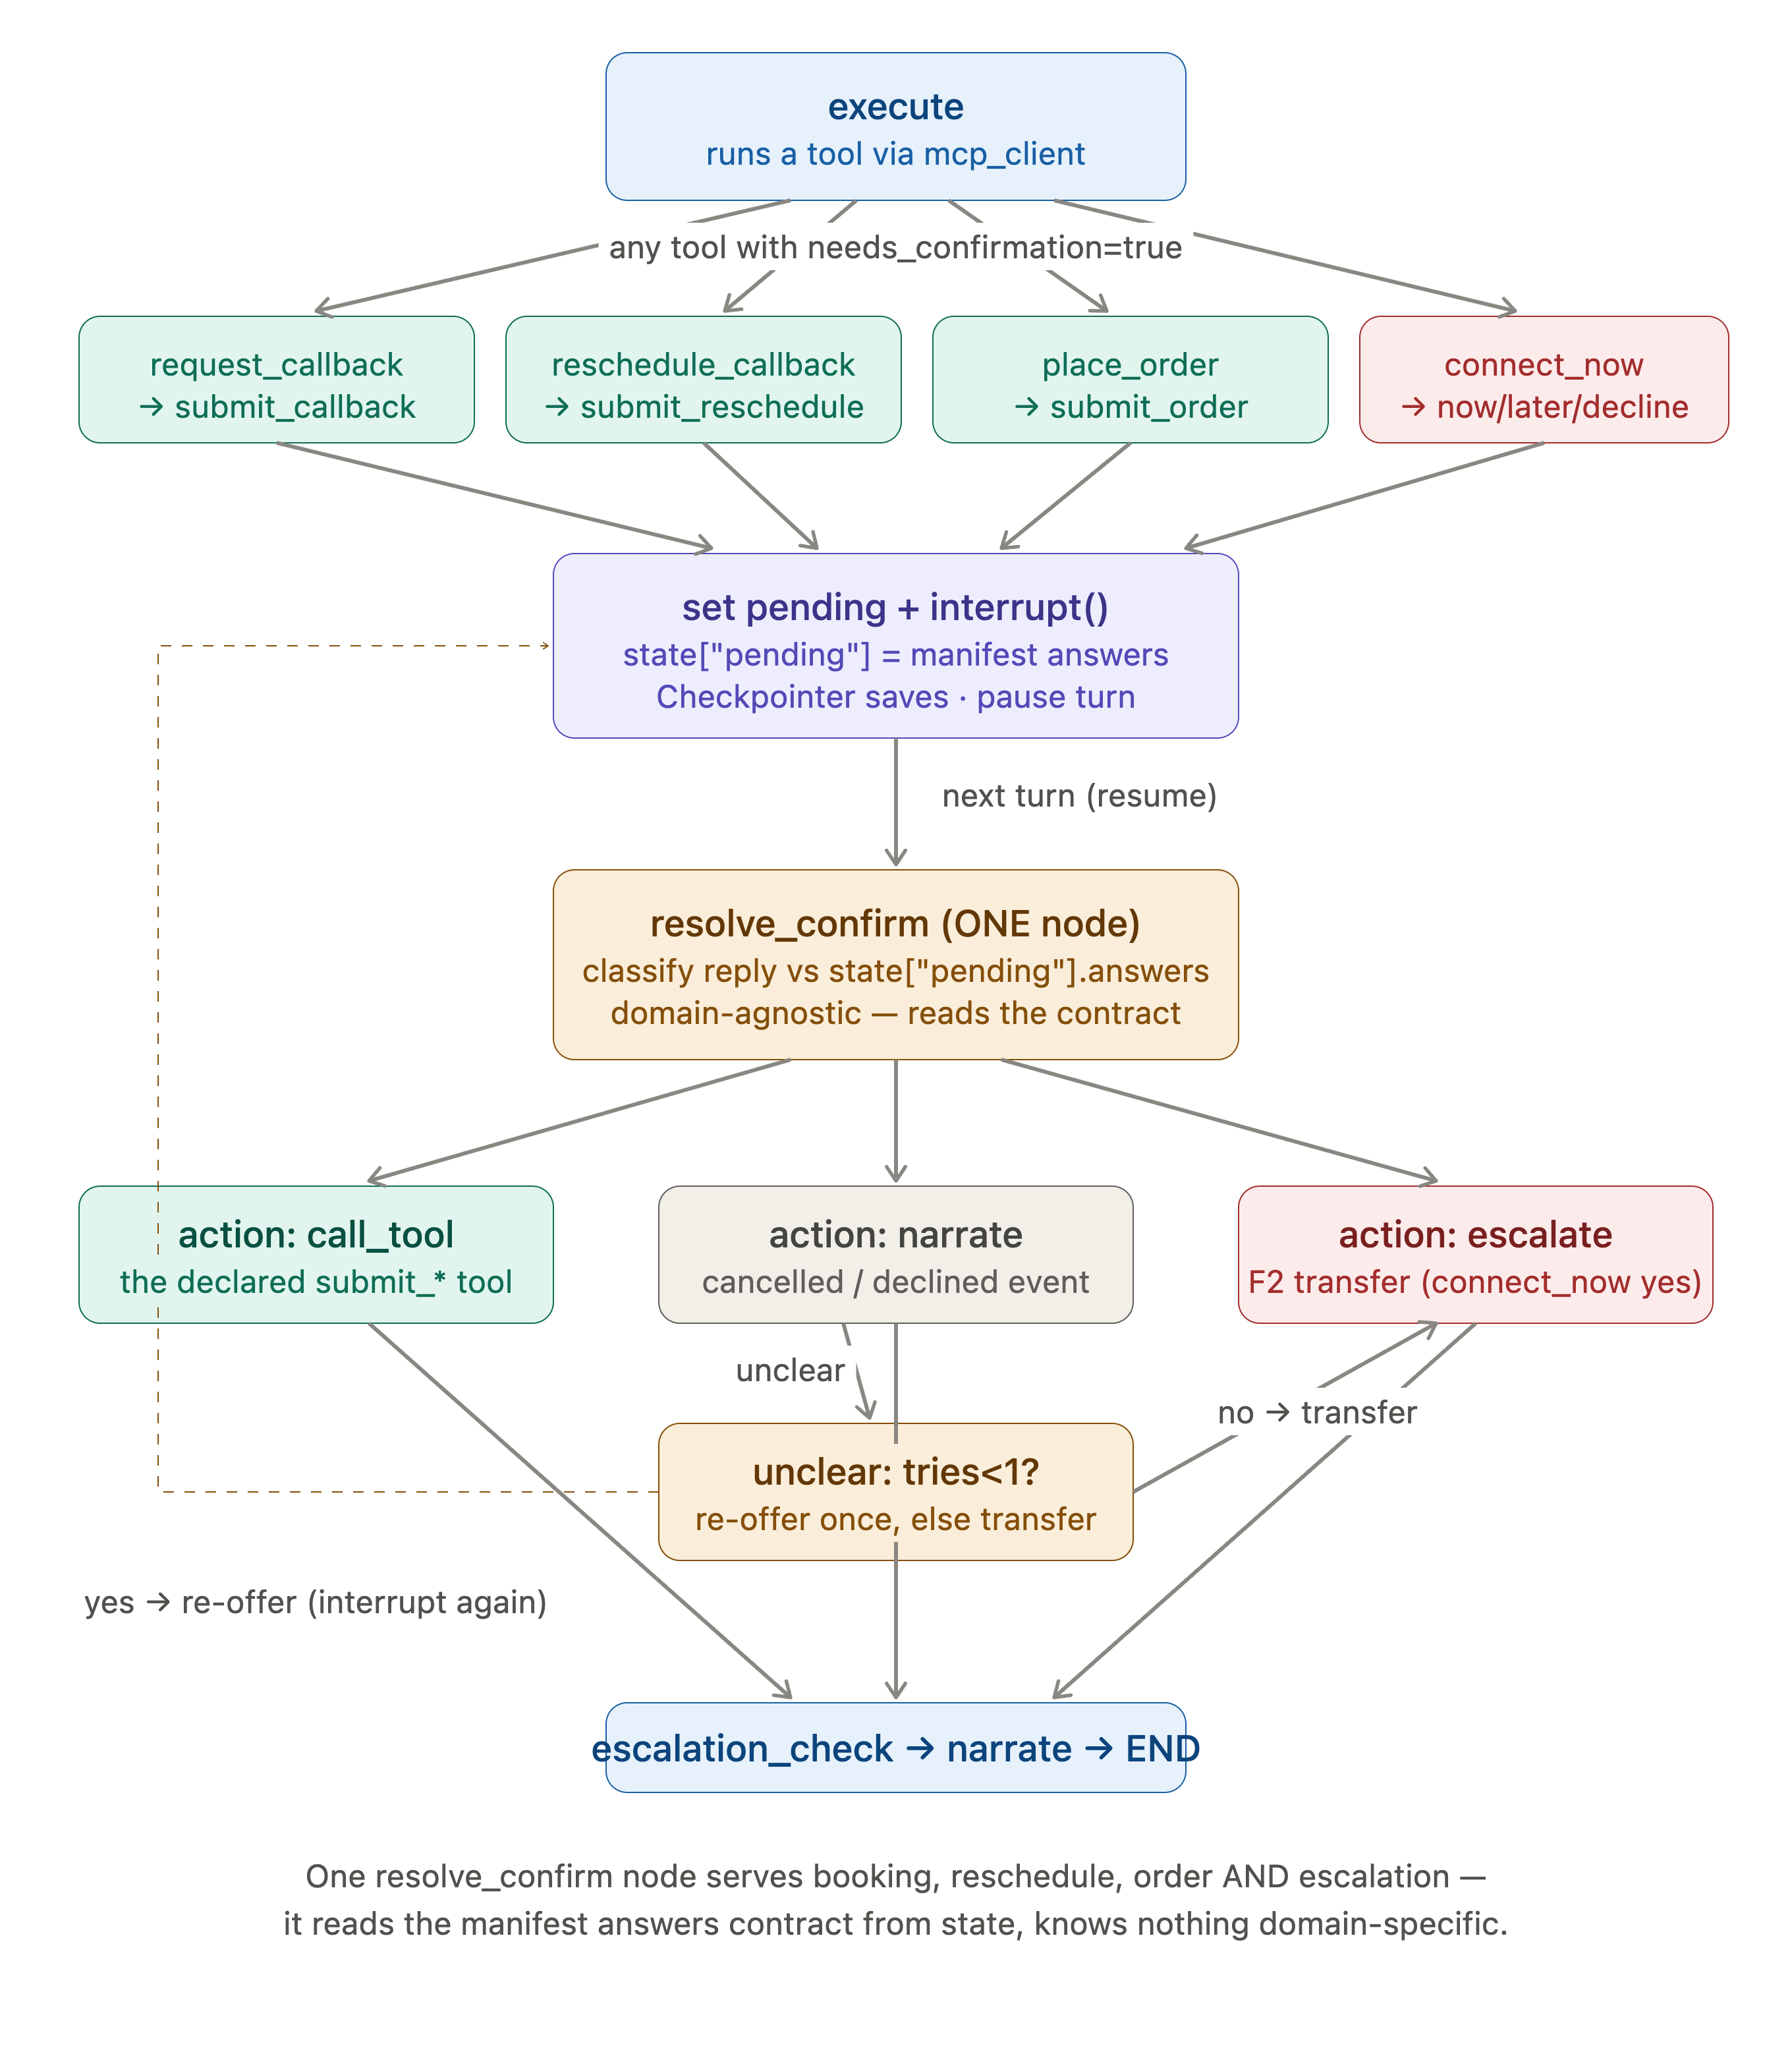 execute
runs a tool via mcp_client
any tool with needs_confirmation=true
request_callback
→ submit_callback
reschedule_callback
→ submit_reschedule
place_order
→ submit_order
connect_now
→ now/later/decline
set pending + interrupt()
state["pending"] = manifest answers
Checkpointer saves · pause turn
next turn (resume)
resolve_confirm (ONE node)
classify reply vs state["pending"].answers
domain-agnostic — reads the contract
action: call_tool
the declared submit_* tool
action: narrate
cancelled / declined event
action: escalate
F2 transfer (connect_now yes)
unclear
no → transfer
unclear: tries<1?
re-offer once, else transfer
yes → re-offer (interrupt again)
escalation_check → narrate → END
One resolve_confirm node serves booking, reschedule, order AND escalation —
it reads the manifest answers contract from state, knows nothing domain-specific.